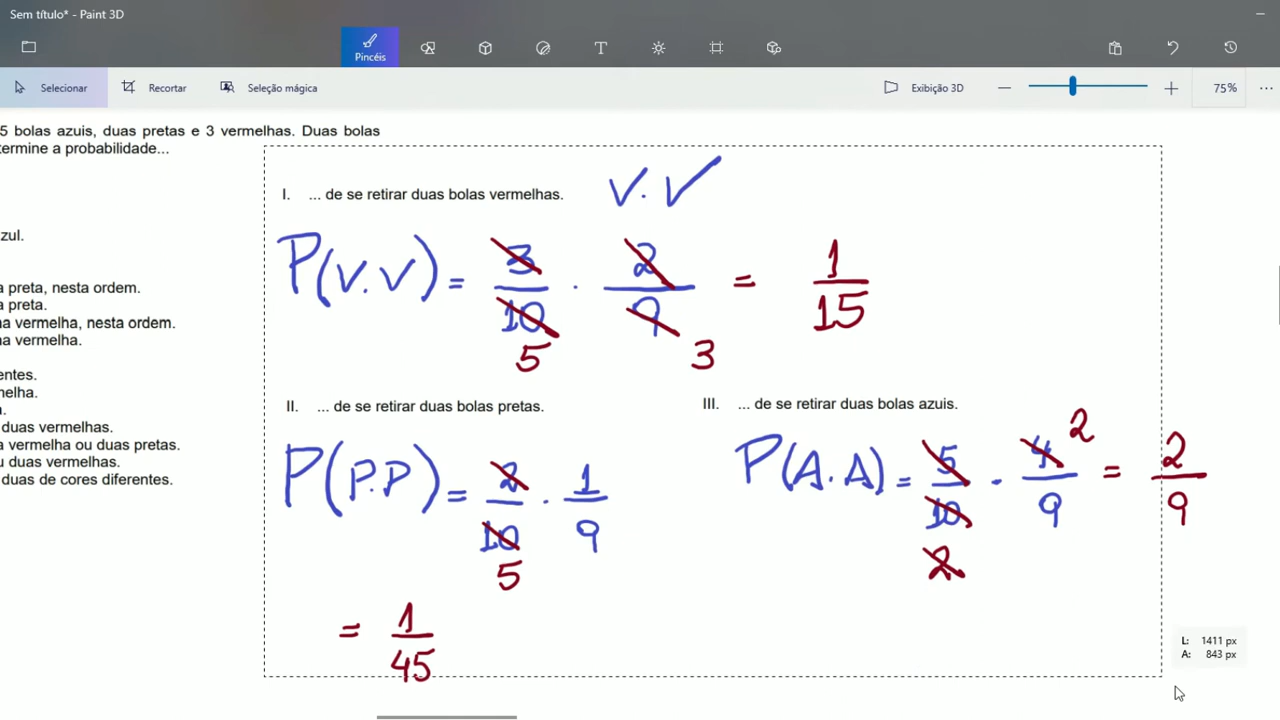 Sem título* - Paint 3D
Pincéis
Selecionar Recortar Seleção mágica Exibição 3D 75%
5 bolas azuis, duas pretas e 3 vermelhas. Duas bolas
termine a probabilidade...
I. ... de se retirar duas bolas vermelhas. V.V
zul.
P(V.V) = 3/10 · 2/9 = 1/15
5 3
a preta, nesta ordem.
a preta.
na vermelha, nesta ordem.
na vermelha.
entes.
melha.
a.
duas vermelhas.
a vermelha ou duas pretas.
u duas vermelhas.
duas de cores diferentes.
II. ... de se retirar duas bolas pretas.
P(P.P) = 2/10 · 1/9
5
= 1/45
III. ... de se retirar duas bolas azuis.
2
P(A.A) = 5/10 · 4/9 = 2/9
2
L: 1411 px
A: 843 px